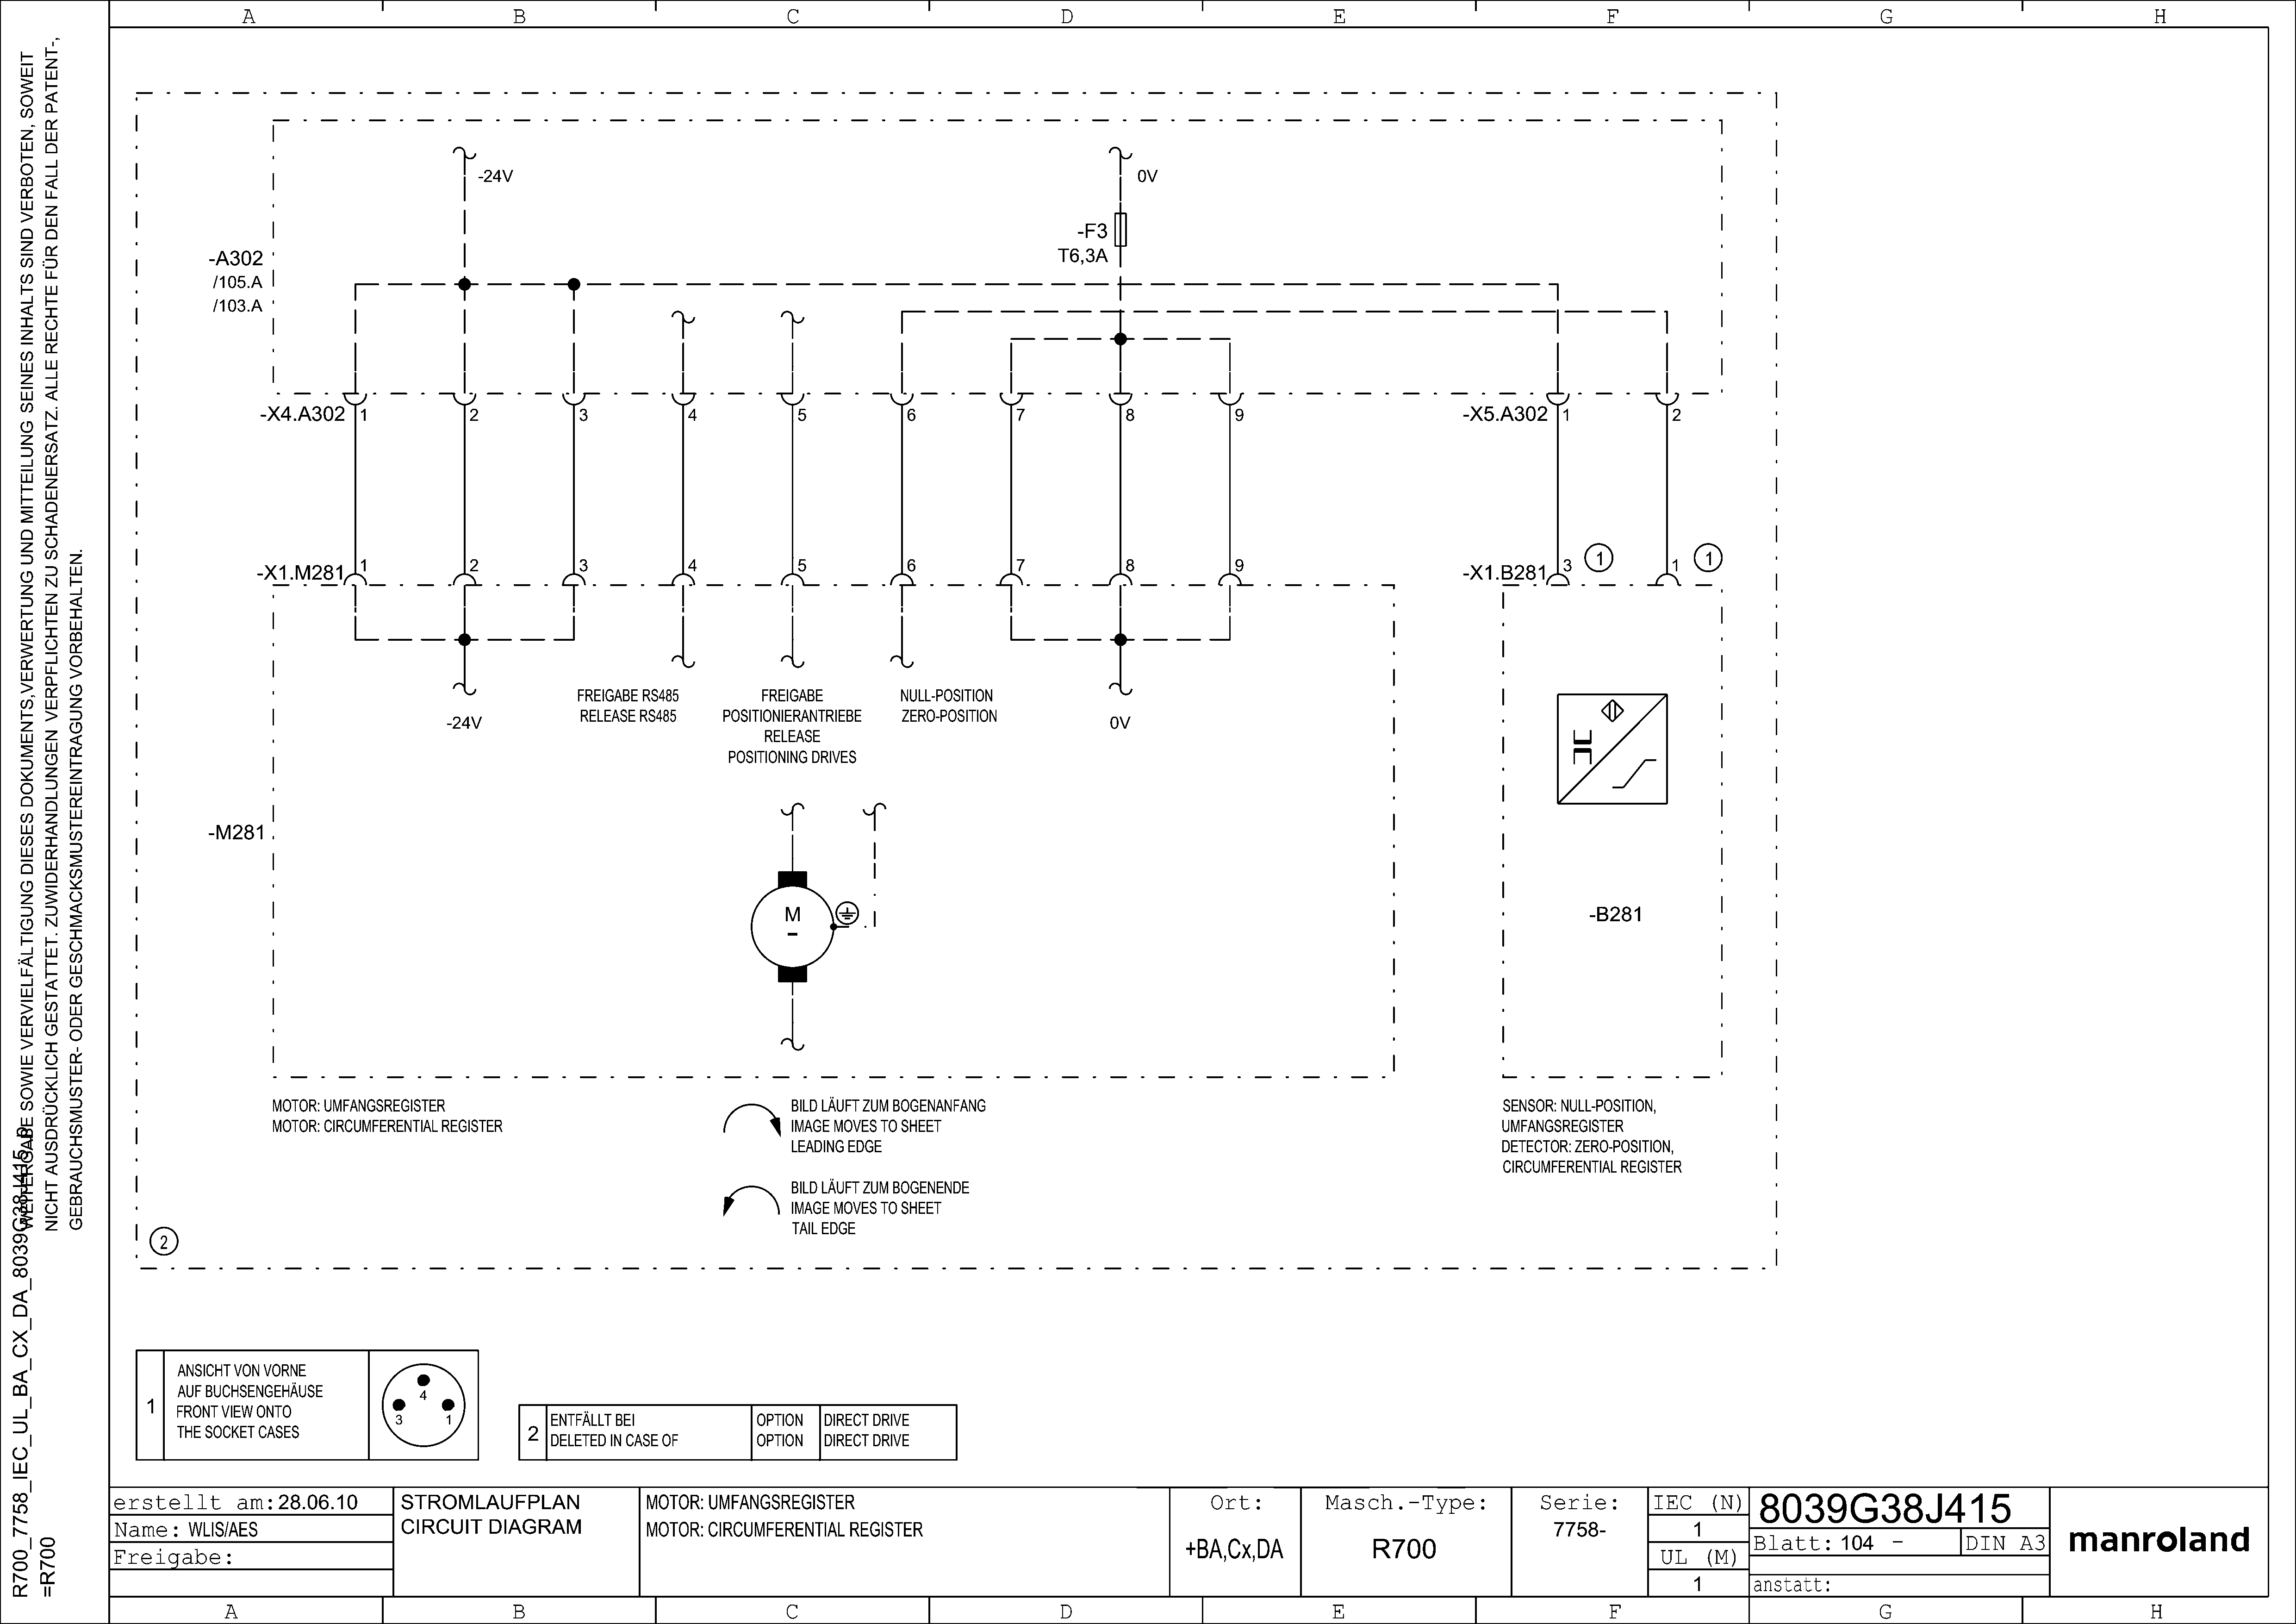 A B C D E F G H
WEITERGABE SOWIE VERVIELFÄLTIGUNG DIESES DOKUMENTS,VERWERTUNG UND MITTEILUNG SEINES INHALTS SIND VERBOTEN, SOWEIT
NICHT AUSDRÜCKLICH GESTATTET. ZUWIDERHANDLUNGEN VERPFLICHTEN ZU SCHADENERSATZ. ALLE RECHTE FÜR DEN FALL DER PATENT-,
GEBRAUCHSMUSTER- ODER GESCHMACKSMUSTEREINTRAGUNG VORBEHALTEN.
R700_7758_IEC_UL_BA_CX_DA_8039G38J415.p
=R700
-24V
0V
-F3
T6,3A
-A302
/105.A
/103.A
-X4.A302 1 2 3 4 5 6 7 8 9
-X5.A302 1 2
-X1.M281 1 2 3 4 5 6 7 8 9
-X1.B281 3 1 1 1
-24V
FREIGABE RS485
RELEASE RS485
FREIGABE
POSITIONIERANTRIEBE
RELEASE
POSITIONING DRIVES
NULL-POSITION
ZERO-POSITION
0V
-M281
M
-B281
MOTOR: UMFANGSREGISTER
MOTOR: CIRCUMFERENTIAL REGISTER
BILD LÄUFT ZUM BOGENANFANG
IMAGE MOVES TO SHEET
LEADING EDGE
BILD LÄUFT ZUM BOGENENDE
IMAGE MOVES TO SHEET
TAIL EDGE
SENSOR: NULL-POSITION,
UMFANGSREGISTER
DETECTOR: ZERO-POSITION,
CIRCUMFERENTIAL REGISTER
2
1
ANSICHT VON VORNE
AUF BUCHSENGEHÄUSE
FRONT VIEW ONTO
THE SOCKET CASES
4
3 1
2
ENTFÄLLT BEI OPTION DIRECT DRIVE
DELETED IN CASE OF OPTION DIRECT DRIVE
erstellt am: 28.06.10
Name: WLIS/AES
Freigabe:
STROMLAUFPLAN
CIRCUIT DIAGRAM
MOTOR: UMFANGSREGISTER
MOTOR: CIRCUMFERENTIAL REGISTER
Ort:
+BA,Cx,DA
Masch.-Type:
R700
Serie:
7758-
IEC (N)
1
UL (M)
1
8039G38J415
Blatt: 104 -
DIN A3
anstatt:
manroland
A B C D E F G H